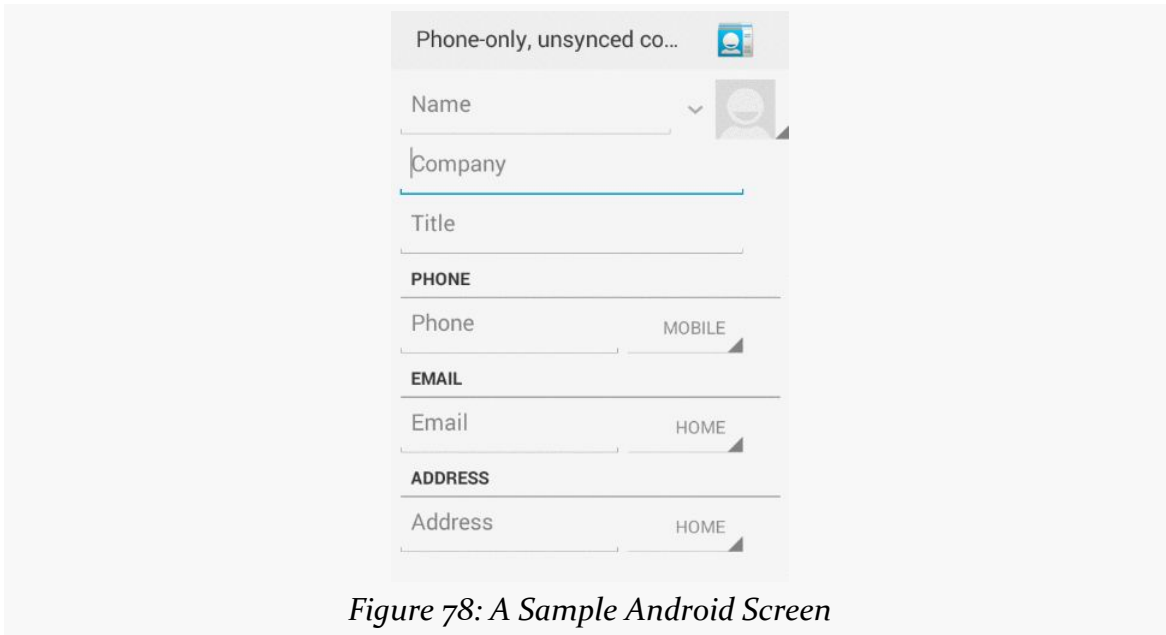 Phone-only, unsynced co...
Name
Company
Title
PHONE
Phone MOBILE
EMAIL
Email HOME
ADDRESS
Address HOME
Figure 78: A Sample Android Screen